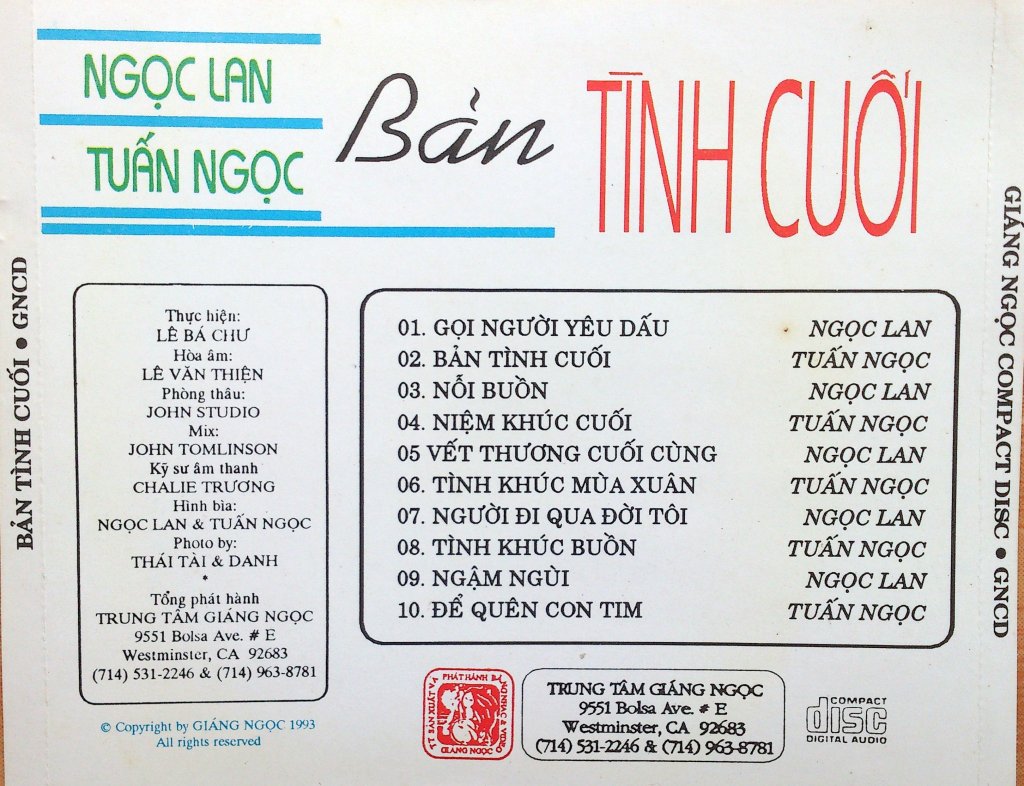 NGỌC LAN
TUẤN NGỌC
Bản
TÌNH CUỐI
BẢN TÌNH CUỐI • GNCD
GIÁNG NGỌC COMPACT DISC • GNCD
Thực hiện:
LÊ BÁ CHƯ
Hòa âm:
LÊ VĂN THIỆN
Phòng thâu:
JOHN STUDIO
Mix:
JOHN TOMLINSON
Kỹ sư âm thanh
CHALIE TRƯƠNG
Hình bìa:
NGỌC LAN & TUẤN NGỌC
Photo by:
THÁI TÀI & DANH
*
Tổng phát hành
TRUNG TÂM GIÁNG NGỌC
9551 Bolsa Ave. # E
Westminster, CA 92683
(714) 531-2246 & (714) 963-8781
© Copyright by GIÁNG NGỌC 1993
All rights reserved
01. GỌI NGƯỜI YÊU DẤU NGỌC LAN
02. BẢN TÌNH CUỐI TUẤN NGỌC
03. NỖI BUỒN NGỌC LAN
04. NIỆM KHÚC CUỐI TUẤN NGỌC
05 VẾT THƯƠNG CUỐI CÙNG NGỌC LAN
06. TÌNH KHÚC MÙA XUÂN TUẤN NGỌC
07. NGƯỜI ĐI QUA ĐỜI TÔI NGỌC LAN
08. TÌNH KHÚC BUỒN TUẤN NGỌC
09. NGẬM NGÙI NGỌC LAN
10. ĐỂ QUÊN CON TIM TUẤN NGỌC
PHÁT HÀNH
NHẠC & VIDEO
GIÁNG NGỌC
TRUNG TÂM GIÁNG NGỌC
9551 Bolsa Ave. # E
Westminster, CA 92683
(714) 531-2246 & (714) 963-8781
COMPACT
disc
DIGITAL AUDIO